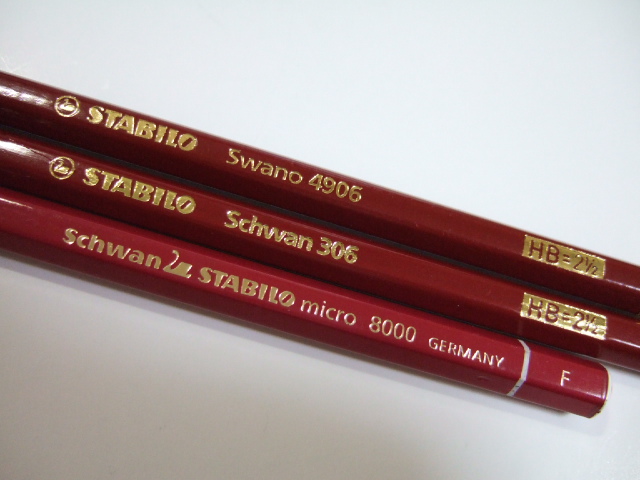 STABILO Swano 4906 HB=2½
STABILO Schwan 306 HB=2½
Schwan STABILO micro 8000 GERMANY F